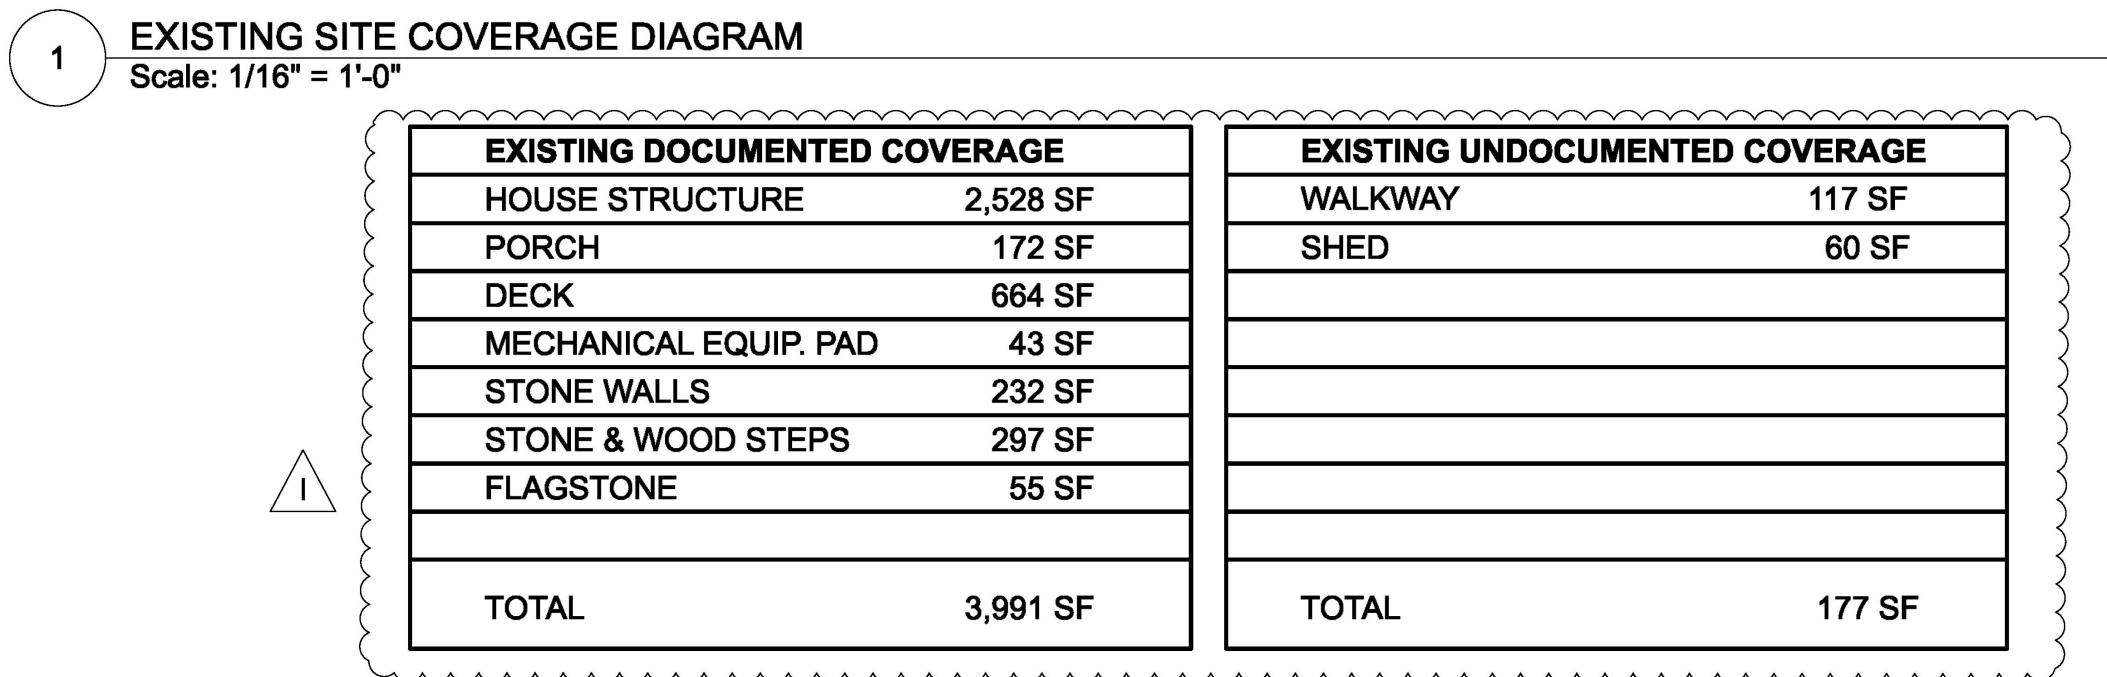 1
EXISTING SITE COVERAGE DIAGRAM
Scale: 1/16" = 1'-0"
EXISTING DOCUMENTED COVERAGE
HOUSE STRUCTURE 2,528 SF
PORCH 172 SF
DECK 664 SF
MECHANICAL EQUIP. PAD 43 SF
STONE WALLS 232 SF
STONE & WOOD STEPS 297 SF
FLAGSTONE 55 SF
TOTAL 3,991 SF
EXISTING UNDOCUMENTED COVERAGE
WALKWAY 117 SF
SHED 60 SF
TOTAL 177 SF
I